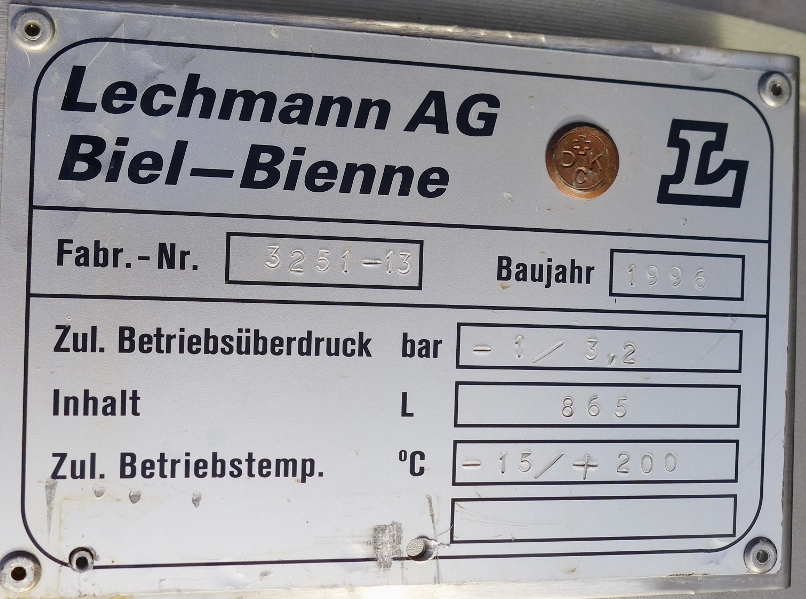 Lechmann AG
Biel–Bienne
D K
C
L
Fabr.-Nr. 3251-13 Baujahr 1996
Zul. Betriebsüberdruck bar -1/3,2
Inhalt L 865
Zul. Betriebstemp. °C -15/+200